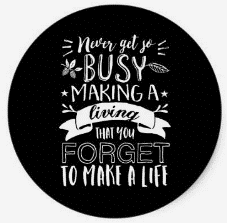 Never get so
BUSY
MAKING A
living
THAT YOU
FORGET
TO MAKE A LIFE